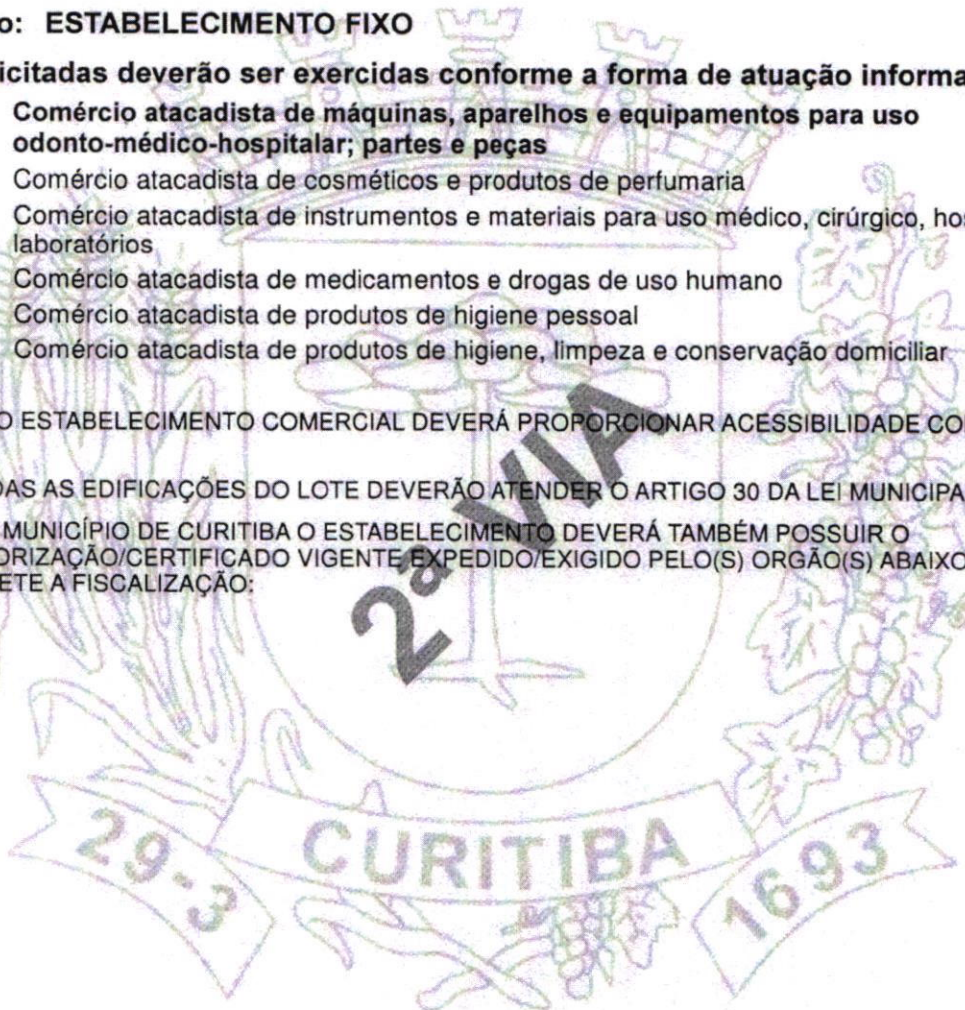 o: ESTABELECIMENTO FIXO
icitadas deverão ser exercidas conforme a forma de atuação informa
Comércio atacadista de máquinas, aparelhos e equipamentos para uso
odonto-médico-hospitalar; partes e peças
Comércio atacadista de cosméticos e produtos de perfumaria
Comércio atacadista de instrumentos e materiais para uso médico, cirúrgico, hos
laboratórios
Comércio atacadista de medicamentos e drogas de uso humano
Comércio atacadista de produtos de higiene pessoal
Comércio atacadista de produtos de higiene, limpeza e conservação domiciliar
O ESTABELECIMENTO COMERCIAL DEVERÁ PROPORCIONAR ACESSIBILIDADE CO
DAS AS EDIFICAÇÕES DO LOTE DEVERÃO ATENDER O ARTIGO 30 DA LEI MUNICIPA
MUNICÍPIO DE CURITIBA O ESTABELECIMENTO DEVERÁ TAMBÉM POSSUIR O
ORIZAÇÃO/CERTIFICADO VIGENTE EXPEDIDO/EXIGIDO PELO(S) ORGÃO(S) ABAIXO
ETE A FISCALIZAÇÃO:
2ª VIA
29-3 CURITIBA 1693